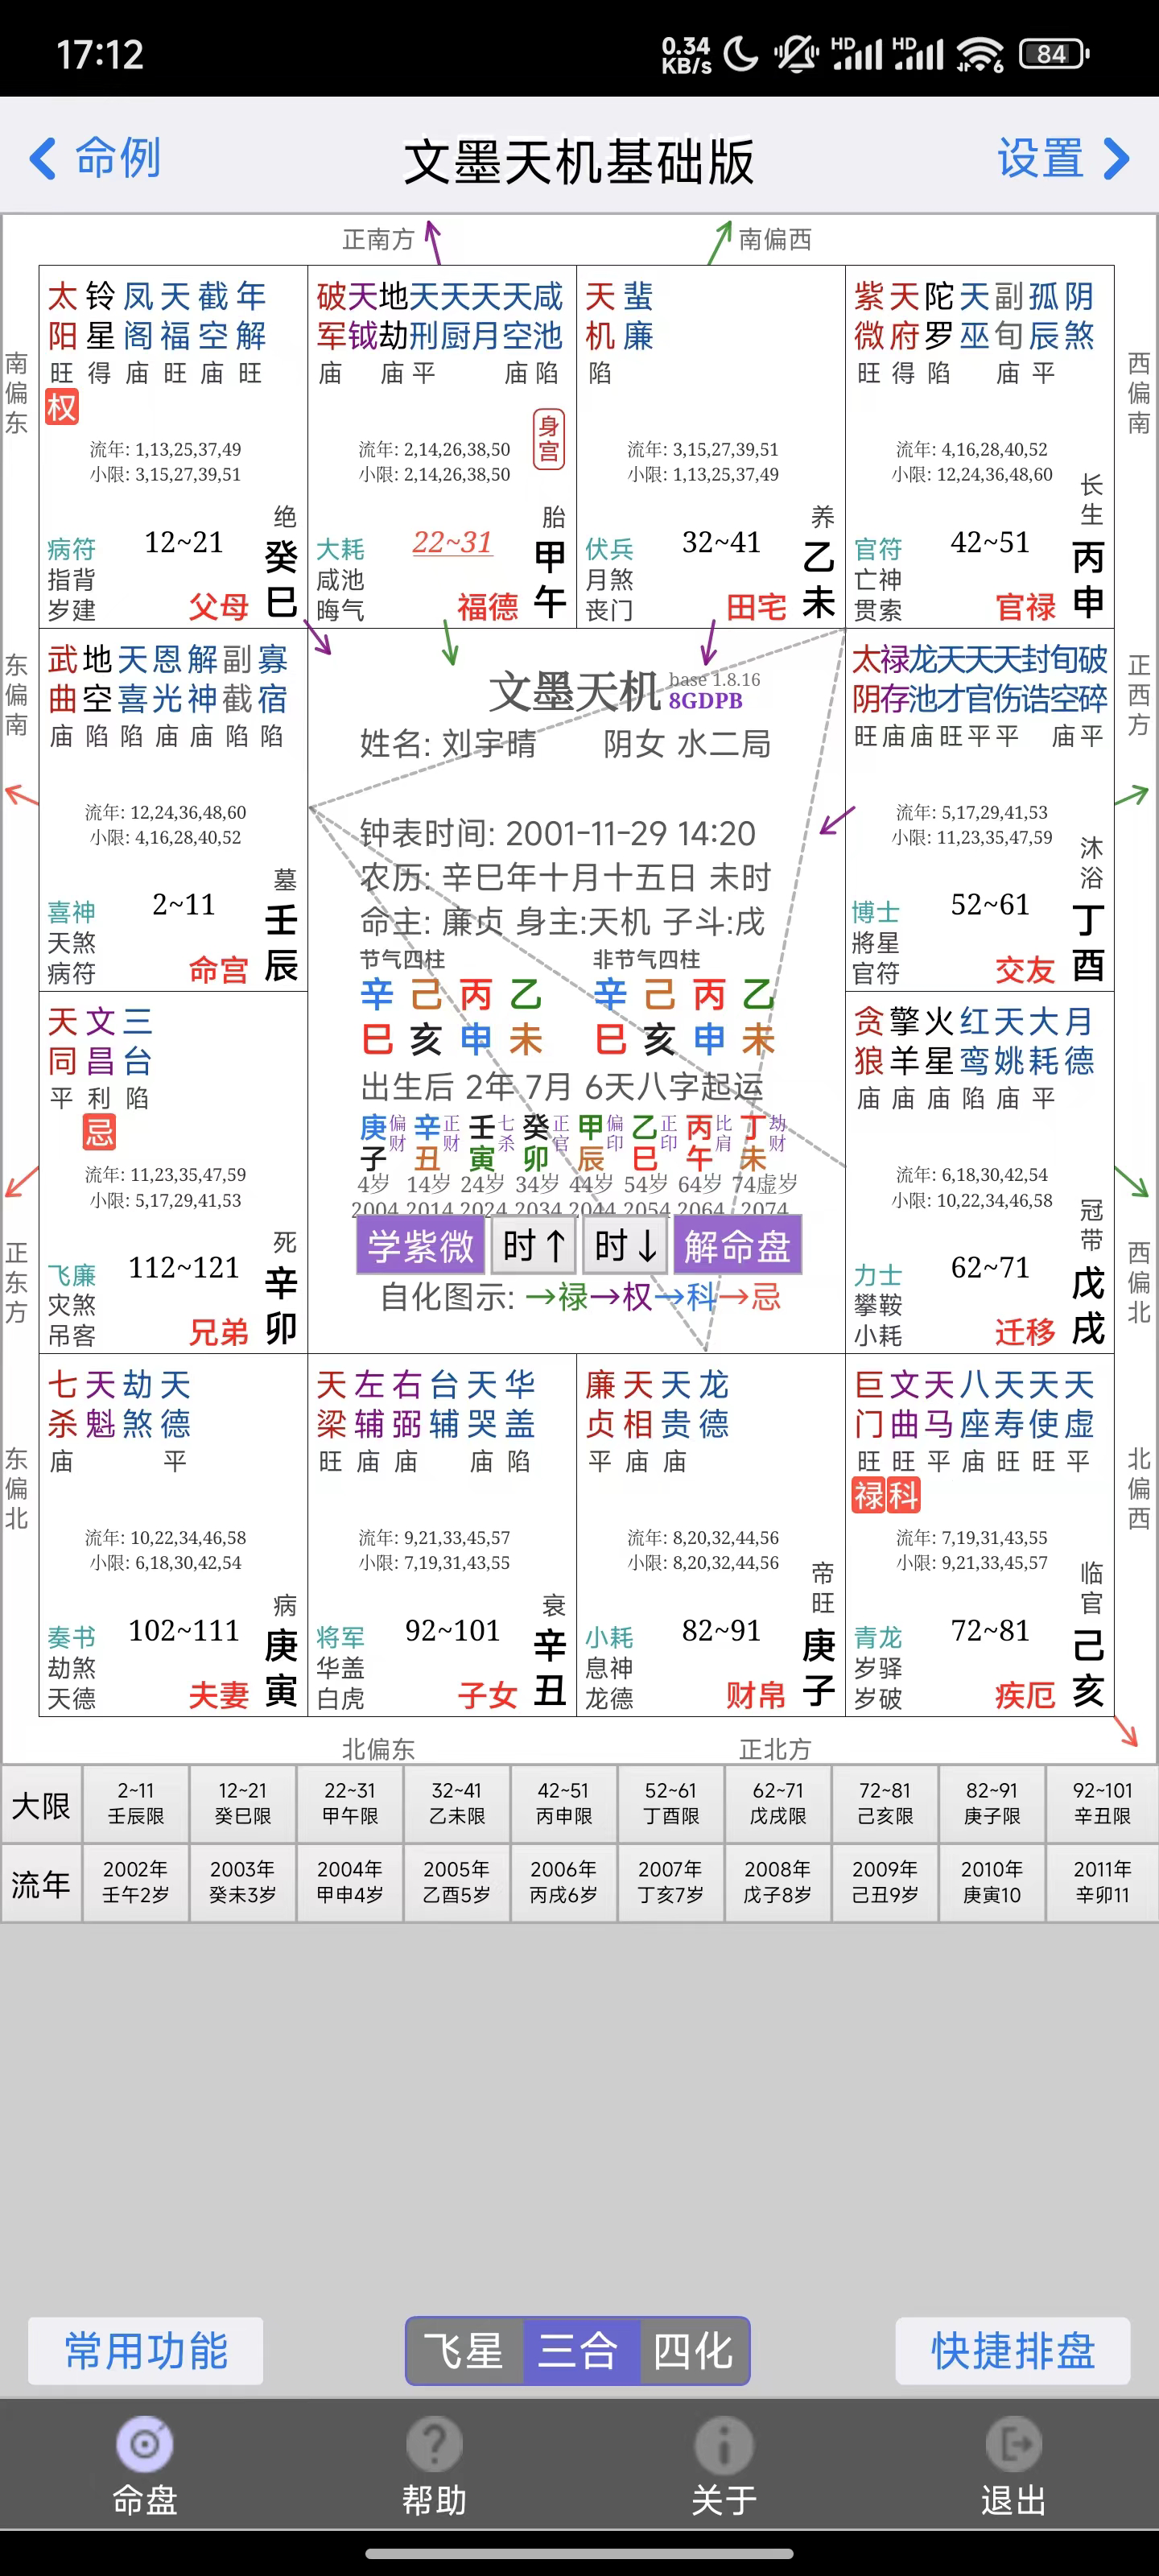 17:12
0.34 KB/s
HD HD 6 84
命例
文墨天机基础版
设置
正南方
南偏西
南偏东
西偏南
太阳 铃星 凤阁 天福 截空 年解
旺 得 庙 旺 庙 旺
权
流年: 1,13,25,37,49
小限: 3,15,27,39,51
绝
病符
指背
岁建
12~21
父母
癸巳
破军 天钺 地劫 天刑 天厨 天月 天空 咸池
庙 庙 平 庙 陷
身宫
流年: 2,14,26,38,50
小限: 2,14,26,38,50
胎
大耗
咸池
晦气
22~31
福德
甲午
天机 蜚廉
陷
流年: 3,15,27,39,51
小限: 1,13,25,37,49
养
伏兵
月煞
丧门
32~41
田宅
乙未
紫微 天府 陀罗 天巫 副旬 孤辰 阴煞
旺 得 陷 庙 平
流年: 4,16,28,40,52
小限: 12,24,36,48,60
长生
官符
亡神
贯索
42~51
官禄
丙申
东偏南
正西方
武曲 地空 天喜 恩光 解神 副截 寡宿
庙 陷 陷 庙 庙 陷 陷
流年: 12,24,36,48,60
小限: 4,16,28,40,52
墓
喜神
天煞
病符
2~11
命宫
壬辰
文墨天机 base 1.8.16
8GDPB
姓名: 刘宇晴 阴女 水二局
钟表时间: 2001-11-29 14:20
农历: 辛巳年十月十五日 未时
命主: 廉贞 身主:天机 子斗:戌
节气四柱 非节气四柱
辛 己 丙 乙 辛 己 丙 乙
巳 亥 申 未 巳 亥 申 未
出生后 2年 7月 6天八字起运
庚 偏财 辛 正财 壬 七杀 癸 正官 甲 偏印 乙 正印 丙 比肩 丁 劫财
子 丑 寅 卯 辰 巳 午 未
4岁 14岁 24岁 34岁 44岁 54岁 64岁 74虚岁
2004 2014 2024 2034 2044 2054 2064 2074
学紫微 时↑ 时↓ 解命盘
自化图示: →禄→权→科→忌
太阴 禄存 龙池 天才 天官 天伤 封诰 旬空 破碎
旺 庙 庙 旺 平 平 庙 平
流年: 5,17,29,41,53
小限: 11,23,35,47,59
沐浴
博士
將星
官符
52~61
交友
丁酉
天同 文昌 三台
平 利 陷
忌
流年: 11,23,35,47,59
小限: 5,17,29,41,53
死
飞廉
灾煞
吊客
112~121
兄弟
辛卯
正东方
贪狼 擎羊 火星 红鸾 天姚 大耗 月德
庙 庙 庙 陷 庙 平
流年: 6,18,30,42,54
小限: 10,22,34,46,58
冠带
力士
攀鞍
小耗
62~71
迁移
戊戌
西偏北
东偏北
七杀 天魁 劫煞 天德
庙 平
流年: 10,22,34,46,58
小限: 6,18,30,42,54
病
奏书
劫煞
天德
102~111
夫妻
庚寅
天梁 左辅 右弼 台辅 天哭 华盖
旺 庙 庙 庙 陷
流年: 9,21,33,45,57
小限: 7,19,31,43,55
衰
将军
华盖
白虎
92~101
子女
辛丑
廉贞 天相 天贵 龙德
平 庙 庙
流年: 8,20,32,44,56
小限: 8,20,32,44,56
帝旺
小耗
息神
龙德
82~91
财帛
庚子
巨门 文曲 天马 八座 天寿 天使 天虚
旺 旺 平 庙 旺 旺 平
禄 科
流年: 7,19,31,43,55
小限: 9,21,33,45,57
临官
青龙
岁驿
岁破
72~81
疾厄
己亥
北偏西
北偏东
正北方
大限 2~11 12~21 22~31 32~41 42~51 52~61 62~71 72~81 82~91 92~101
壬辰限 癸巳限 甲午限 乙未限 丙申限 丁酉限 戊戌限 己亥限 庚子限 辛丑限
流年 2002年 2003年 2004年 2005年 2006年 2007年 2008年 2009年 2010年 2011年
壬午2岁 癸未3岁 甲申4岁 乙酉5岁 丙戌6岁 丁亥7岁 戊子8岁 己丑9岁 庚寅10 辛卯11
常用功能
飞星 三合 四化
快捷排盘
命盘 帮助 关于 退出